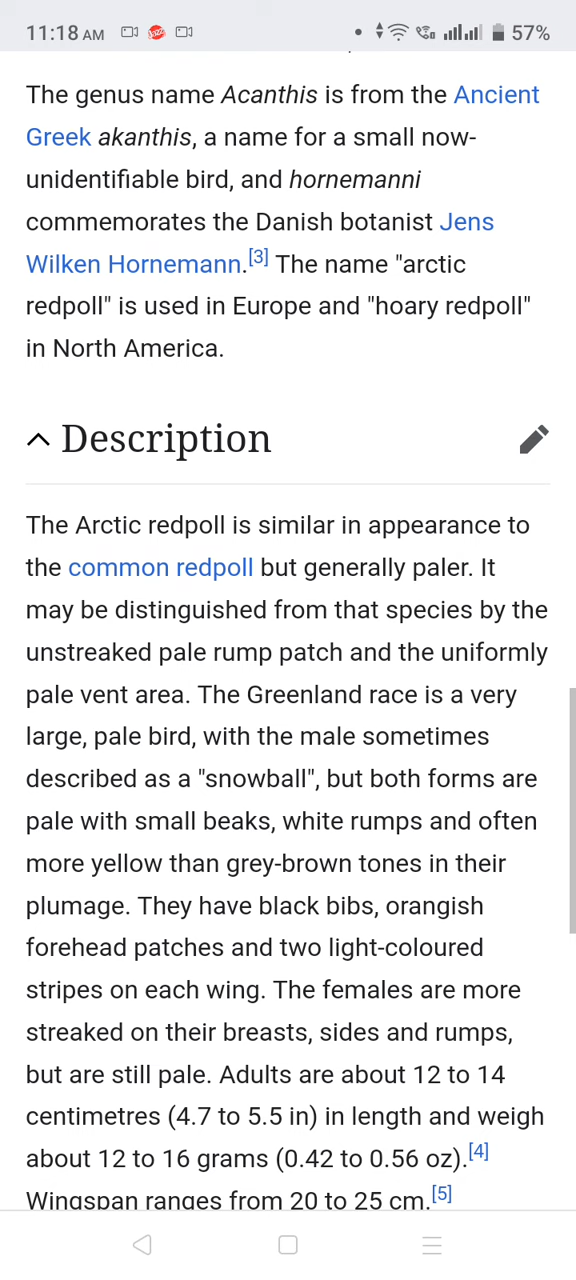 11:18 AM
57%
The genus name Acanthis is from the Ancient
Greek akanthis, a name for a small now-
unidentifiable bird, and hornemanni
commemorates the Danish botanist Jens
Wilken Hornemann.[3] The name "arctic
redpoll" is used in Europe and "hoary redpoll"
in North America.
Description
The Arctic redpoll is similar in appearance to
the common redpoll but generally paler. It
may be distinguished from that species by the
unstreaked pale rump patch and the uniformly
pale vent area. The Greenland race is a very
large, pale bird, with the male sometimes
described as a "snowball", but both forms are
pale with small beaks, white rumps and often
more yellow than grey-brown tones in their
plumage. They have black bibs, orangish
forehead patches and two light-coloured
stripes on each wing. The females are more
streaked on their breasts, sides and rumps,
but are still pale. Adults are about 12 to 14
centimetres (4.7 to 5.5 in) in length and weigh
about 12 to 16 grams (0.42 to 0.56 oz).[4]
Wingspan ranges from 20 to 25 cm.[5]